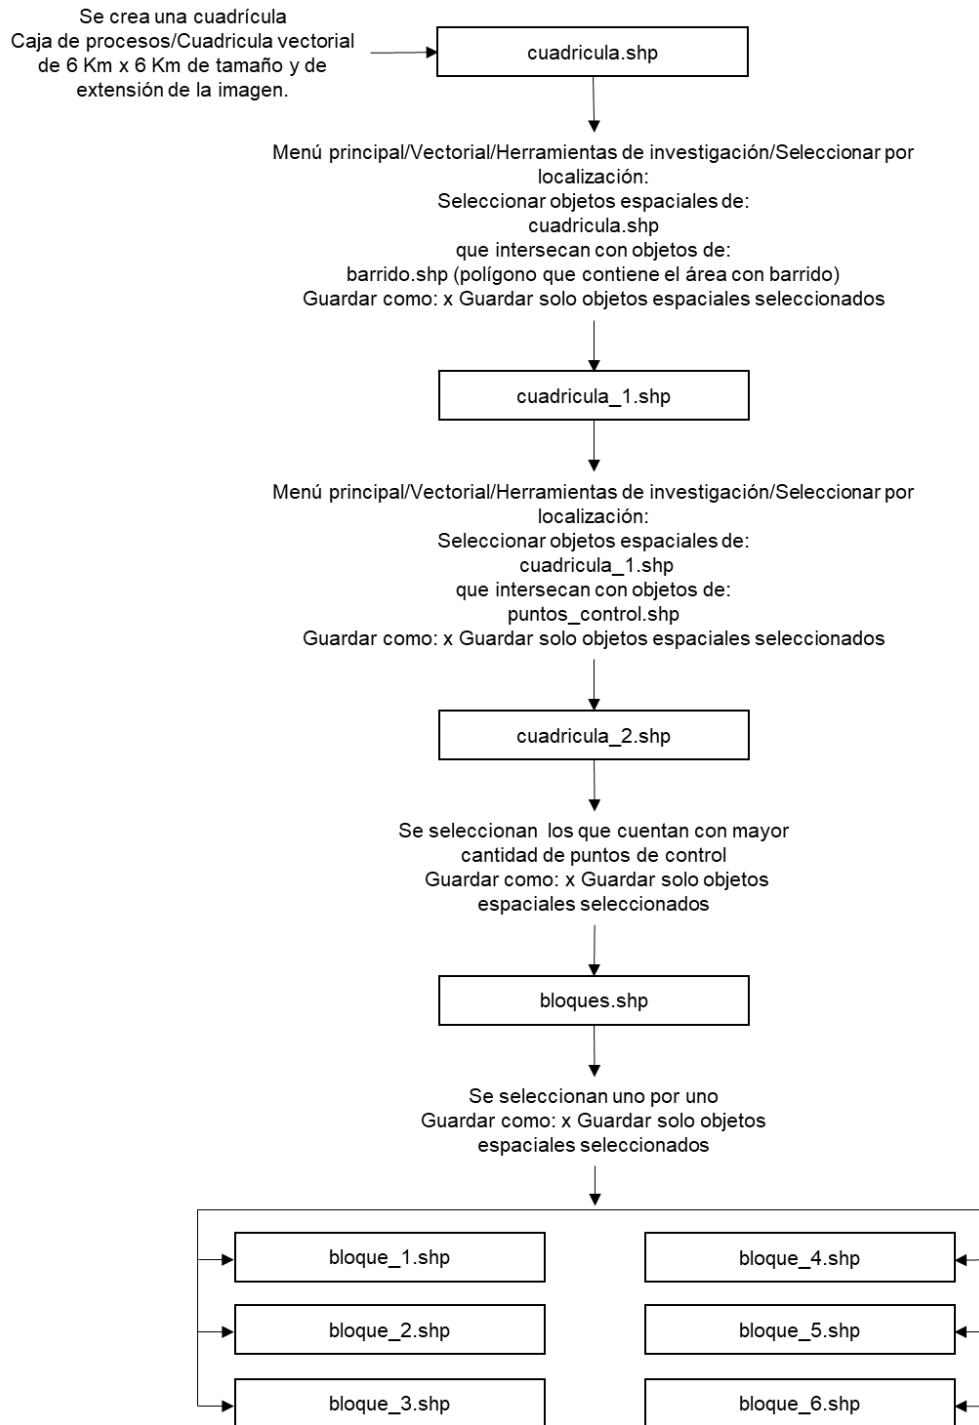 Se crea una cuadrícula
Caja de procesos/Cuadricula vectorial
de 6 Km x 6 Km de tamaño y de
extensión de la imagen.
cuadricula.shp
Menú principal/Vectorial/Herramientas de investigación/Seleccionar por
localización:
Seleccionar objetos espaciales de:
cuadricula.shp
que intersecan con objetos de:
barrido.shp (polígono que contiene el área con barrido)
Guardar como: x Guardar solo objetos espaciales seleccionados
cuadricula_1.shp
Menú principal/Vectorial/Herramientas de investigación/Seleccionar por
localización:
Seleccionar objetos espaciales de:
cuadricula_1.shp
que intersecan con objetos de:
puntos_control.shp
Guardar como: x Guardar solo objetos espaciales seleccionados
cuadricula_2.shp
Se seleccionan los que cuentan con mayor
cantidad de puntos de control
Guardar como: x Guardar solo objetos
espaciales seleccionados
bloques.shp
Se seleccionan uno por uno
Guardar como: x Guardar solo objetos
espaciales seleccionados
bloque_1.shp
bloque_4.shp
bloque_2.shp
bloque_5.shp
bloque_3.shp
bloque_6.shp